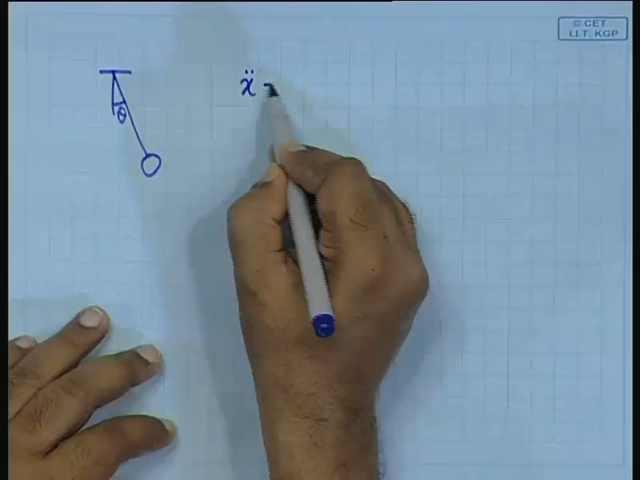 © CET
I.I.T. KGP
ẍ -
θ